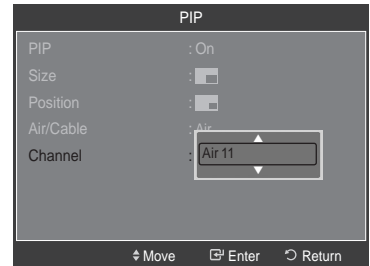 PIP
PIP : On
Size :
Position :
Air/Cable : Air
Channel : Air 11
Move Enter Return